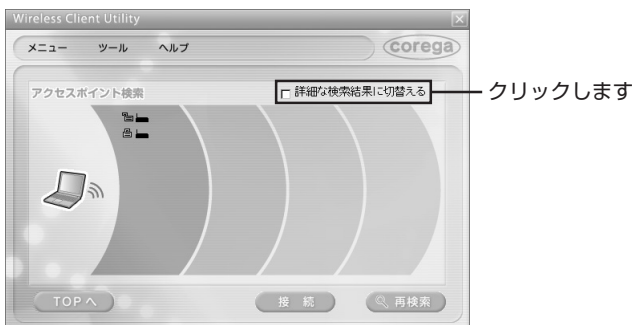 Wireless Client Utility
メニュー ツール ヘルプ
corega
アクセスポイント検索
詳細な検索結果に切替える
クリックします
TOPへ
接 続
再検索